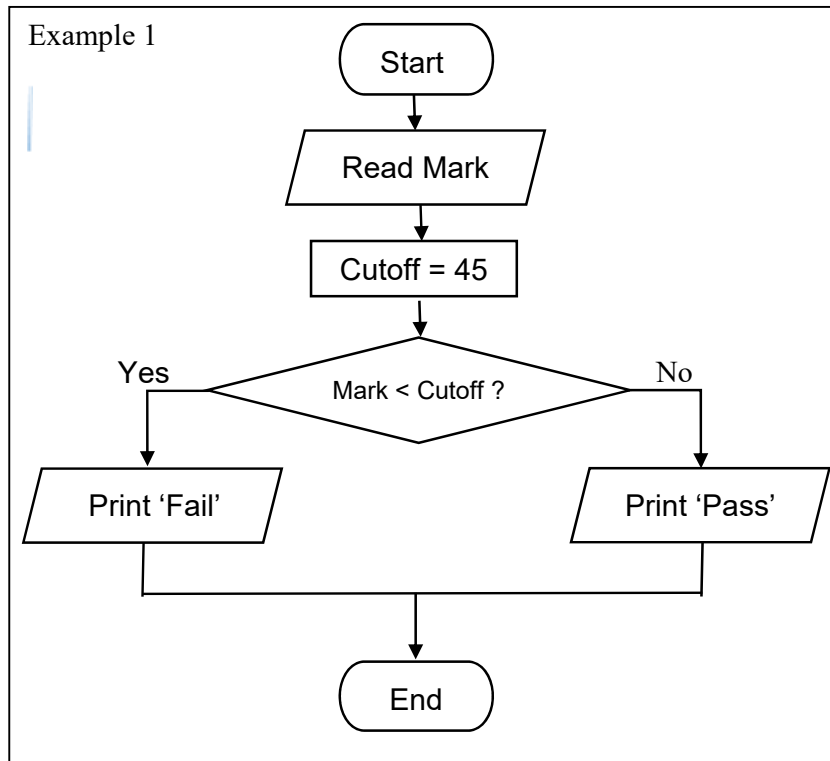 Example 1
Start
Read Mark
Cutoff = 45
Mark < Cutoff ?
Yes
No
Print ‘Fail’
Print ‘Pass’
End